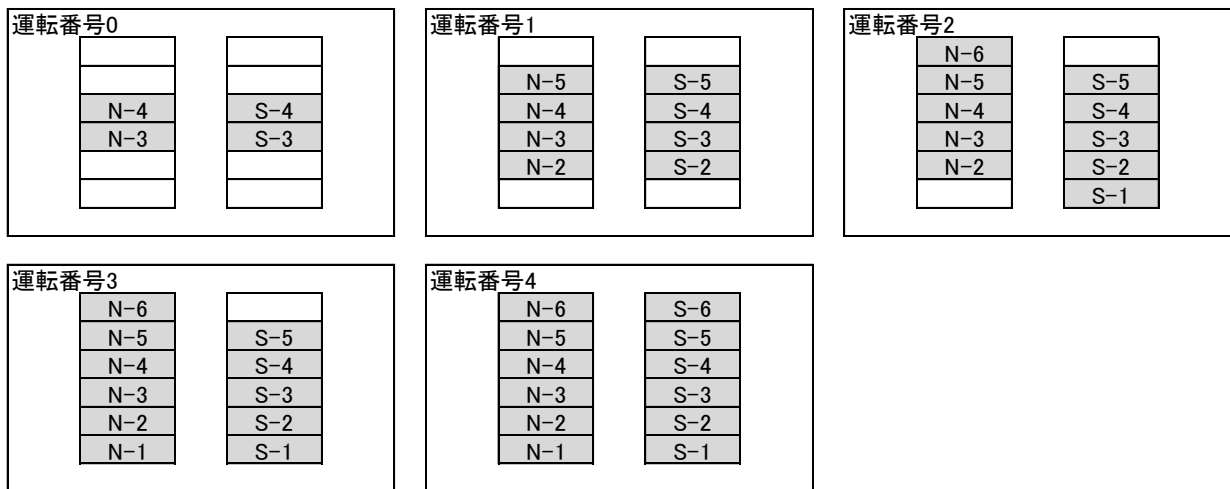 運転番号0
N-4 S-4
N-3 S-3
運転番号1
N-5 S-5
N-4 S-4
N-3 S-3
N-2 S-2
運転番号2
N-6
N-5 S-5
N-4 S-4
N-3 S-3
N-2 S-2
S-1
運転番号3
N-6
N-5 S-5
N-4 S-4
N-3 S-3
N-2 S-2
N-1 S-1
運転番号4
N-6 S-6
N-5 S-5
N-4 S-4
N-3 S-3
N-2 S-2
N-1 S-1